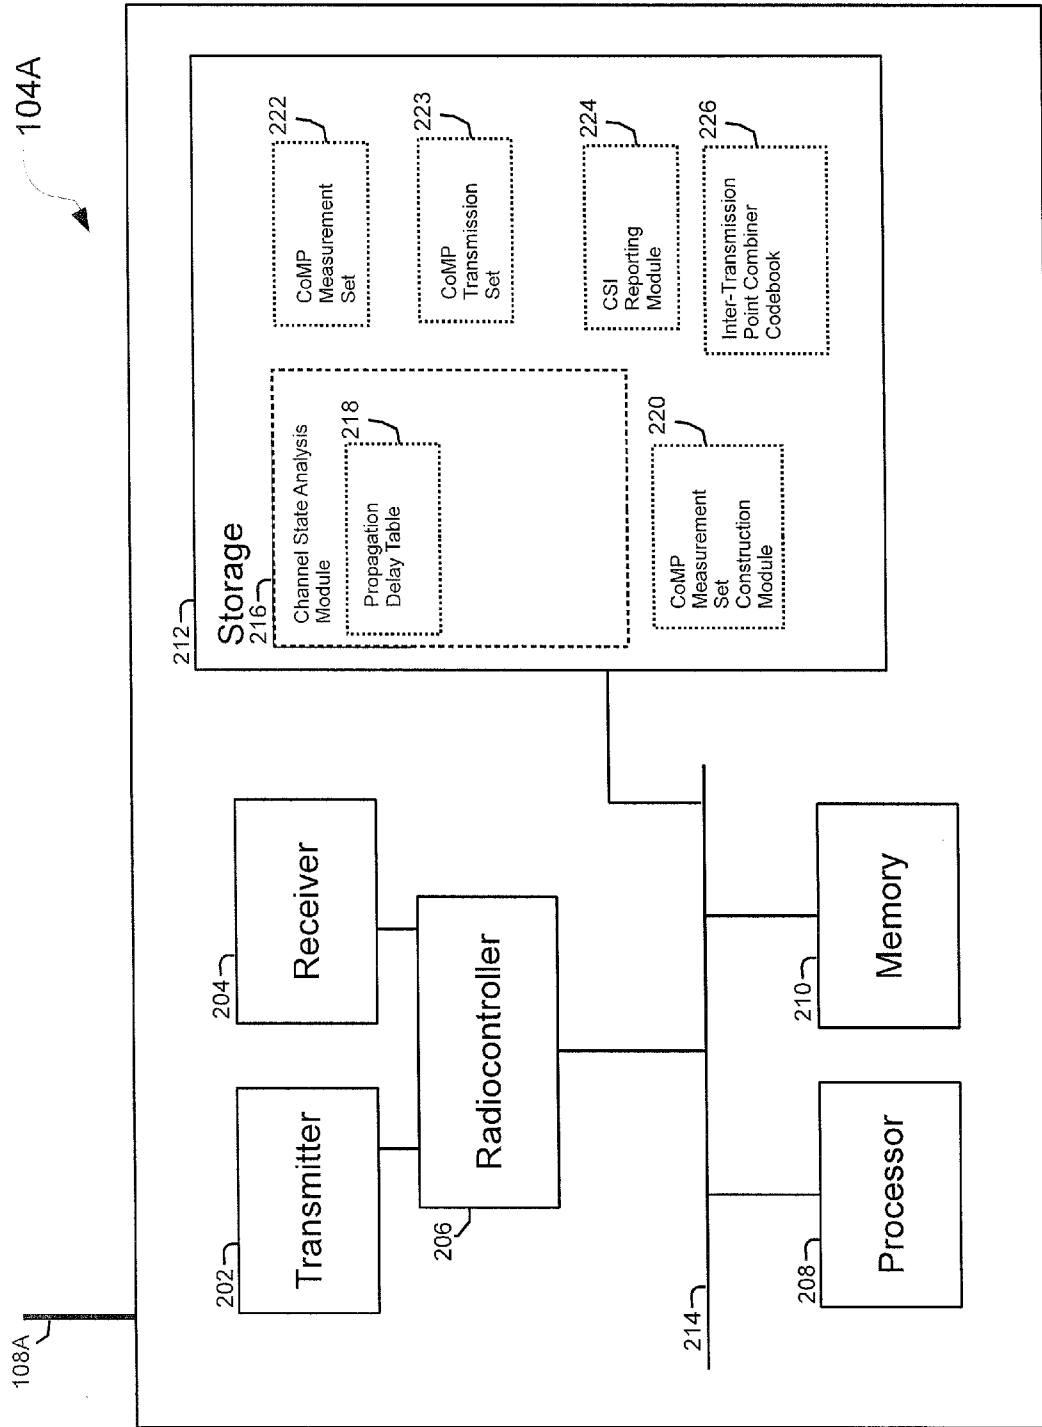 104A
108A
202
Transmitter
204
Receiver
206
Radiocontroller
214
208
Processor
210
Memory
212
Storage
216
Channel State Analysis
Module
218
Propagation
Delay Table
220
CoMP
Measurement
Set
Construction
Module
222
CoMP
Measurement
Set
223
CoMP
Transmission
Set
224
CSI
Reporting
Module
226
Inter-Transmission
Point Combiner
Codebook